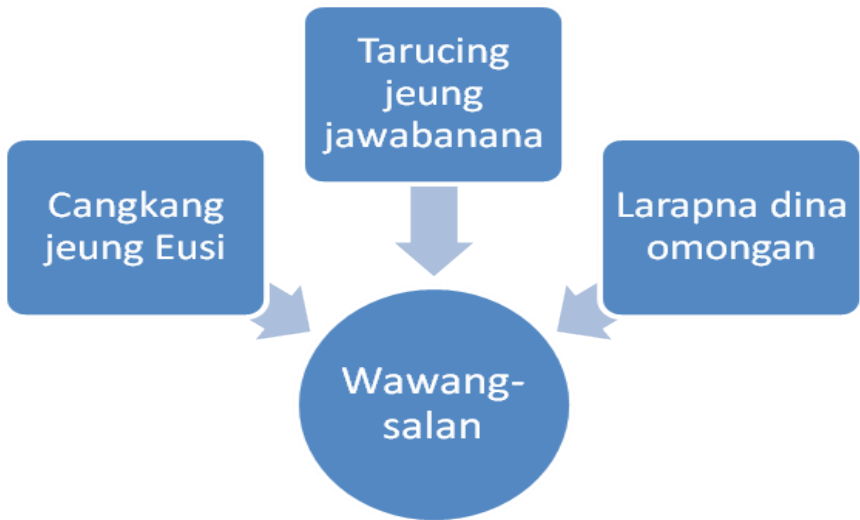 Tarucing
jeung
jawabanana
Cangkang
jeung Eusi
Larapna dina
omongan
Wawang-
salan